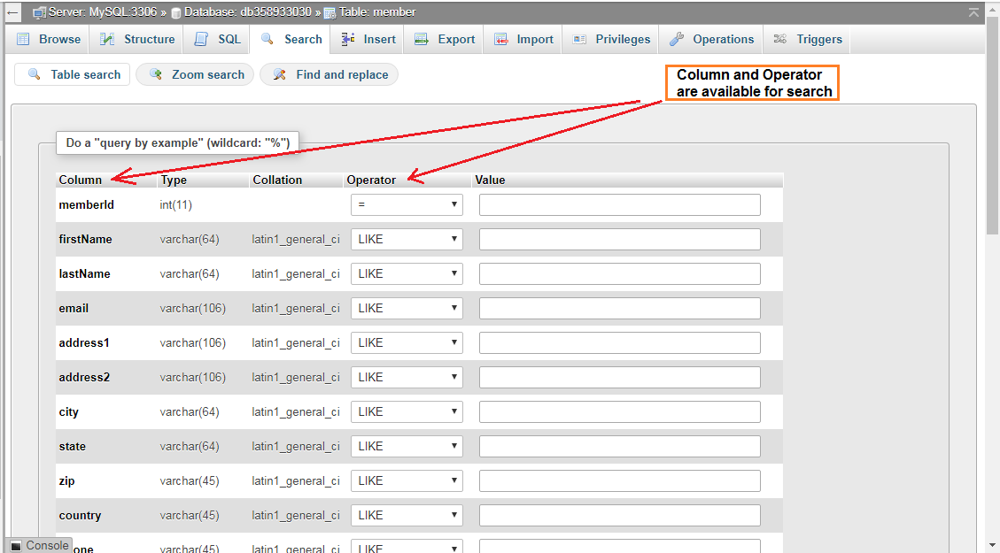 Server: MySQL:3306 » Database: db358933030 » Table: member
Browse Structure SQL Search Insert Export Import Privileges Operations Triggers
Table search Zoom search Find and replace
Column and Operator
are available for search
Do a "query by example" (wildcard: "%")
Column Type Collation Operator Value
memberId int(11) =
firstName varchar(64) latin1_general_ci LIKE
lastName varchar(64) latin1_general_ci LIKE
email varchar(106) latin1_general_ci LIKE
address1 varchar(106) latin1_general_ci LIKE
address2 varchar(106) latin1_general_ci LIKE
city varchar(64) latin1_general_ci LIKE
state varchar(64) latin1_general_ci LIKE
zip varchar(45) latin1_general_ci LIKE
country varchar(45) latin1_general_ci LIKE
one varchar(45) latin1_general_ci LIKE
Console